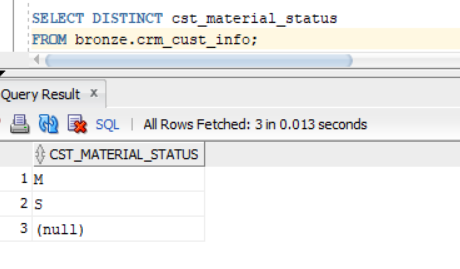 SELECT DISTINCT cst_material_status
FROM bronze.crm_cust_info;
Query Result x
SQL | All Rows Fetched: 3 in 0.013 seconds
CST_MATERIAL_STATUS
1 M
2 S
3 (null)